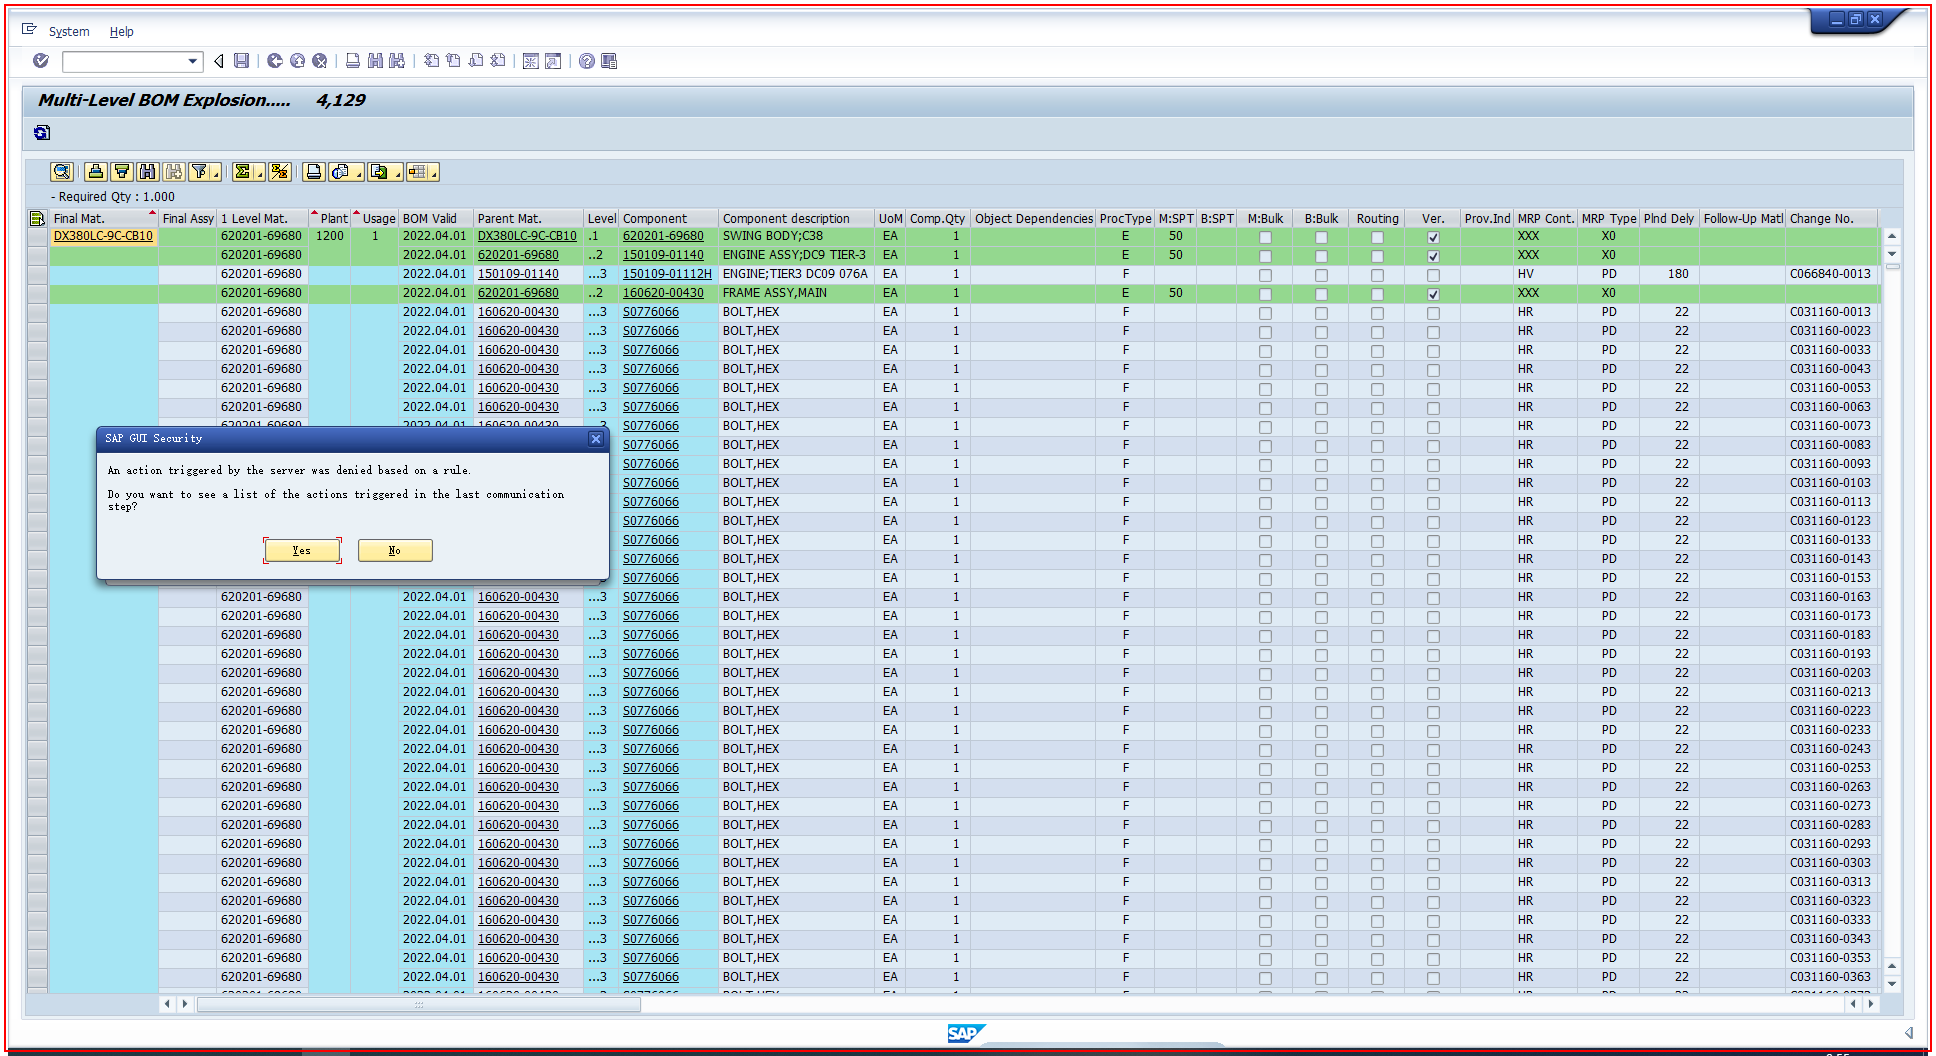 System Help
Multi-Level BOM Explosion..... 4,129
- Required Qty : 1.000
Final Mat. Final Assy 1 Level Mat. Plant Usage BOM Valid Parent Mat. Level Component Component description UoM Comp.Qty Object Dependencies ProcType M:SPT B:SPT M:Bulk B:Bulk Routing Ver. Prov.Ind MRP Cont. MRP Type Plnd Dely Follow-Up Matl Change No.
DX380LC-9C-CB10 620201-69680 1200 1 2022.04.01 DX380LC-9C-CB10 .1 620201-69680 SWING BODY;C38 EA 1 E 50 XXX X0
620201-69680 2022.04.01 620201-69680 ..2 150109-01140 ENGINE ASSY;DC9 TIER-3 EA 1 E 50 XXX X0
620201-69680 2022.04.01 150109-01140 ...3 150109-01112H ENGINE;TIER3 DC09 076A EA 1 F HV PD 180 C066840-0013
620201-69680 2022.04.01 620201-69680 ..2 160620-00430 FRAME ASSY,MAIN EA 1 E 50 XXX X0
620201-69680 2022.04.01 160620-00430 ...3 S0776066 BOLT,HEX EA 1 F HR PD 22 C031160-0013
620201-69680 2022.04.01 160620-00430 ...3 S0776066 BOLT,HEX EA 1 F HR PD 22 C031160-0023
620201-69680 2022.04.01 160620-00430 ...3 S0776066 BOLT,HEX EA 1 F HR PD 22 C031160-0033
620201-69680 2022.04.01 160620-00430 ...3 S0776066 BOLT,HEX EA 1 F HR PD 22 C031160-0043
620201-69680 2022.04.01 160620-00430 ...3 S0776066 BOLT,HEX EA 1 F HR PD 22 C031160-0053
620201-69680 2022.04.01 160620-00430 ...3 S0776066 BOLT,HEX EA 1 F HR PD 22 C031160-0063
620201-69680 2022.04.01 160620-00430 ...3 S0776066 BOLT,HEX EA 1 F HR PD 22 C031160-0073
SAP GUI Security
An action triggered by the server was denied based on a rule.
Do you want to see a list of the actions triggered in the last communication
step?
Yes No
S0776066 BOLT,HEX EA 1 F HR PD 22 C031160-0083
S0776066 BOLT,HEX EA 1 F HR PD 22 C031160-0093
S0776066 BOLT,HEX EA 1 F HR PD 22 C031160-0103
S0776066 BOLT,HEX EA 1 F HR PD 22 C031160-0113
S0776066 BOLT,HEX EA 1 F HR PD 22 C031160-0123
S0776066 BOLT,HEX EA 1 F HR PD 22 C031160-0133
S0776066 BOLT,HEX EA 1 F HR PD 22 C031160-0143
S0776066 BOLT,HEX EA 1 F HR PD 22 C031160-0153
620201-69680 2022.04.01 160620-00430 ...3 S0776066 BOLT,HEX EA 1 F HR PD 22 C031160-0163
620201-69680 2022.04.01 160620-00430 ...3 S0776066 BOLT,HEX EA 1 F HR PD 22 C031160-0173
620201-69680 2022.04.01 160620-00430 ...3 S0776066 BOLT,HEX EA 1 F HR PD 22 C031160-0183
620201-69680 2022.04.01 160620-00430 ...3 S0776066 BOLT,HEX EA 1 F HR PD 22 C031160-0193
620201-69680 2022.04.01 160620-00430 ...3 S0776066 BOLT,HEX EA 1 F HR PD 22 C031160-0203
620201-69680 2022.04.01 160620-00430 ...3 S0776066 BOLT,HEX EA 1 F HR PD 22 C031160-0213
620201-69680 2022.04.01 160620-00430 ...3 S0776066 BOLT,HEX EA 1 F HR PD 22 C031160-0223
620201-69680 2022.04.01 160620-00430 ...3 S0776066 BOLT,HEX EA 1 F HR PD 22 C031160-0233
620201-69680 2022.04.01 160620-00430 ...3 S0776066 BOLT,HEX EA 1 F HR PD 22 C031160-0243
620201-69680 2022.04.01 160620-00430 ...3 S0776066 BOLT,HEX EA 1 F HR PD 22 C031160-0253
620201-69680 2022.04.01 160620-00430 ...3 S0776066 BOLT,HEX EA 1 F HR PD 22 C031160-0263
620201-69680 2022.04.01 160620-00430 ...3 S0776066 BOLT,HEX EA 1 F HR PD 22 C031160-0273
620201-69680 2022.04.01 160620-00430 ...3 S0776066 BOLT,HEX EA 1 F HR PD 22 C031160-0283
620201-69680 2022.04.01 160620-00430 ...3 S0776066 BOLT,HEX EA 1 F HR PD 22 C031160-0293
620201-69680 2022.04.01 160620-00430 ...3 S0776066 BOLT,HEX EA 1 F HR PD 22 C031160-0303
620201-69680 2022.04.01 160620-00430 ...3 S0776066 BOLT,HEX EA 1 F HR PD 22 C031160-0313
620201-69680 2022.04.01 160620-00430 ...3 S0776066 BOLT,HEX EA 1 F HR PD 22 C031160-0323
620201-69680 2022.04.01 160620-00430 ...3 S0776066 BOLT,HEX EA 1 F HR PD 22 C031160-0333
620201-69680 2022.04.01 160620-00430 ...3 S0776066 BOLT,HEX EA 1 F HR PD 22 C031160-0343
620201-69680 2022.04.01 160620-00430 ...3 S0776066 BOLT,HEX EA 1 F HR PD 22 C031160-0353
620201-69680 2022.04.01 160620-00430 ...3 S0776066 BOLT,HEX EA 1 F HR PD 22 C031160-0363
SAP